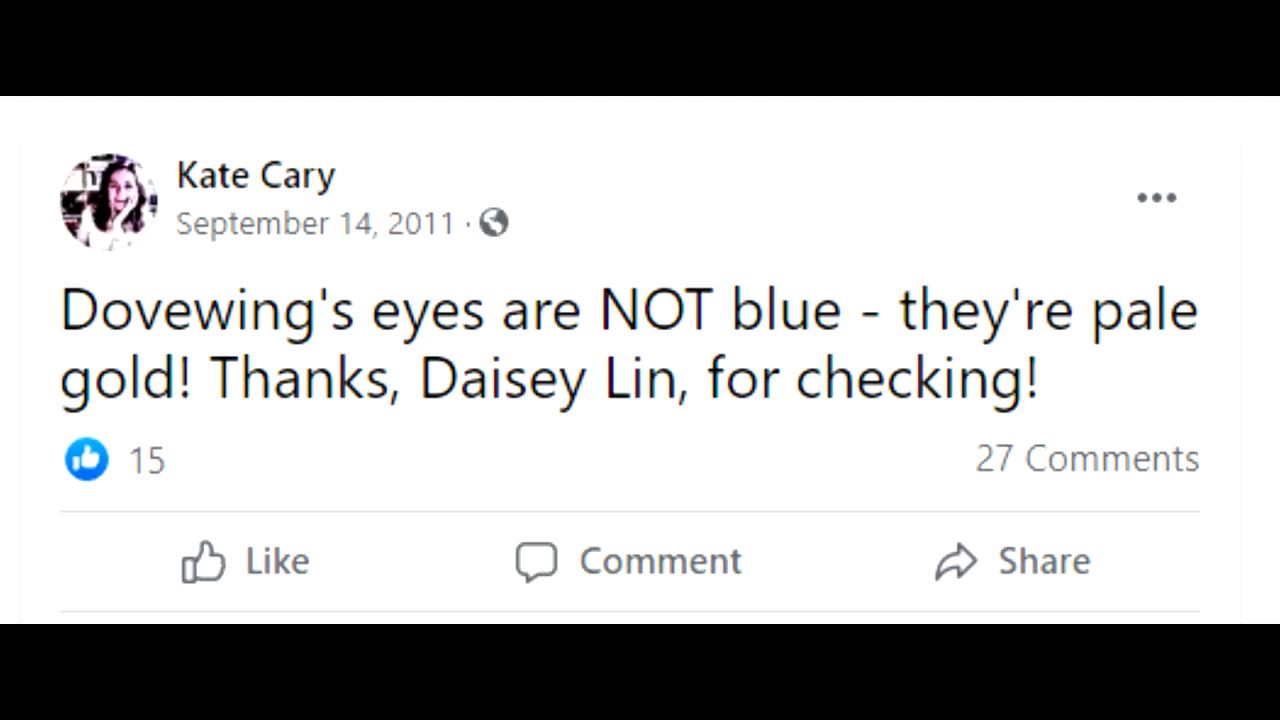 Kate Cary
September 14, 2011 ·
Dovewing's eyes are NOT blue - they're pale
gold! Thanks, Daisey Lin, for checking!
15
27 Comments
Like
Comment
Share